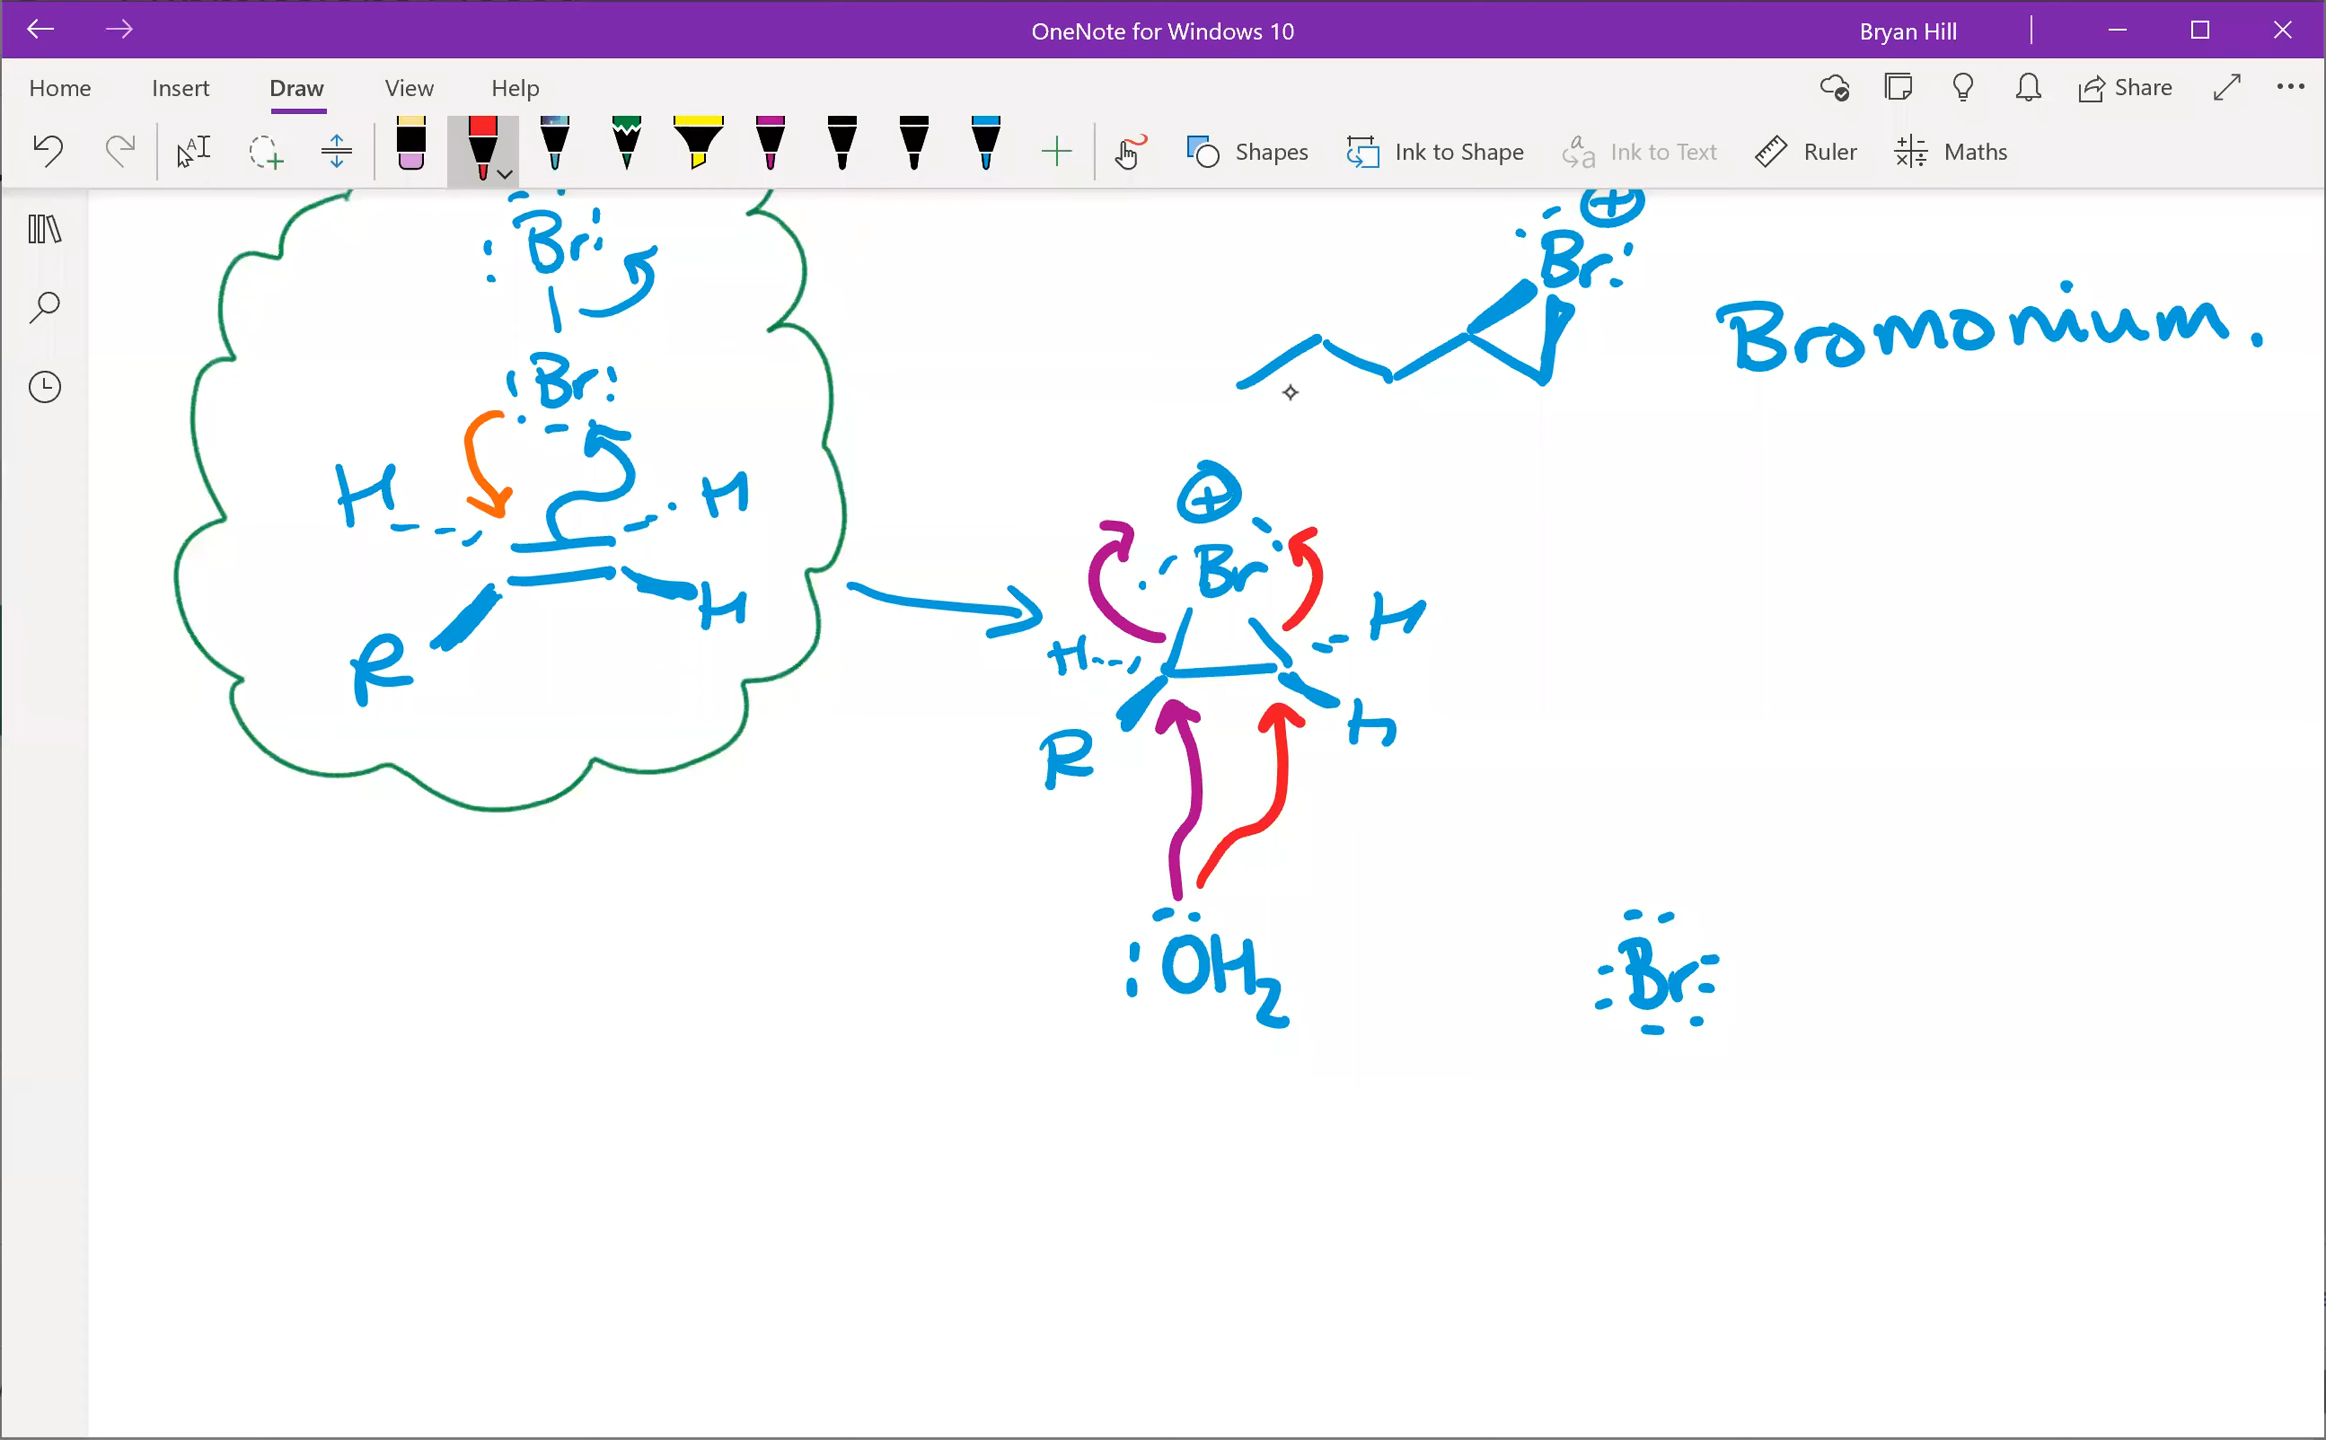 OneNote for Windows 10
Bryan Hill
Home Insert Draw View Help
Share
Shapes
Ink to Shape
Ink to Text
Ruler
Maths
Br
Br
H
H
R
H
Br
Bromonium.
Br
H
H
R
H
OH₂
Br